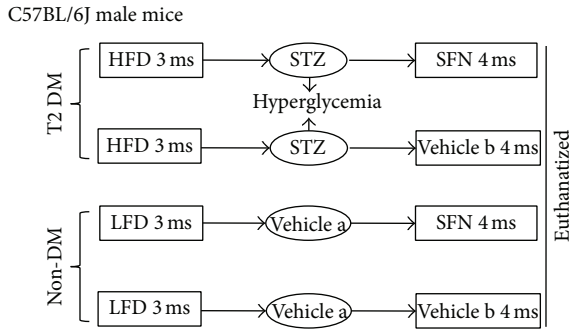 C57BL/6J male mice
T2 DM
HFD 3 ms
STZ
SFN 4 ms
Hyperglycemia
HFD 3 ms
STZ
Vehicle b 4 ms
Non-DM
LFD 3 ms
Vehicle a
SFN 4 ms
LFD 3 ms
Vehicle a
Vehicle b 4 ms
Euthanatized